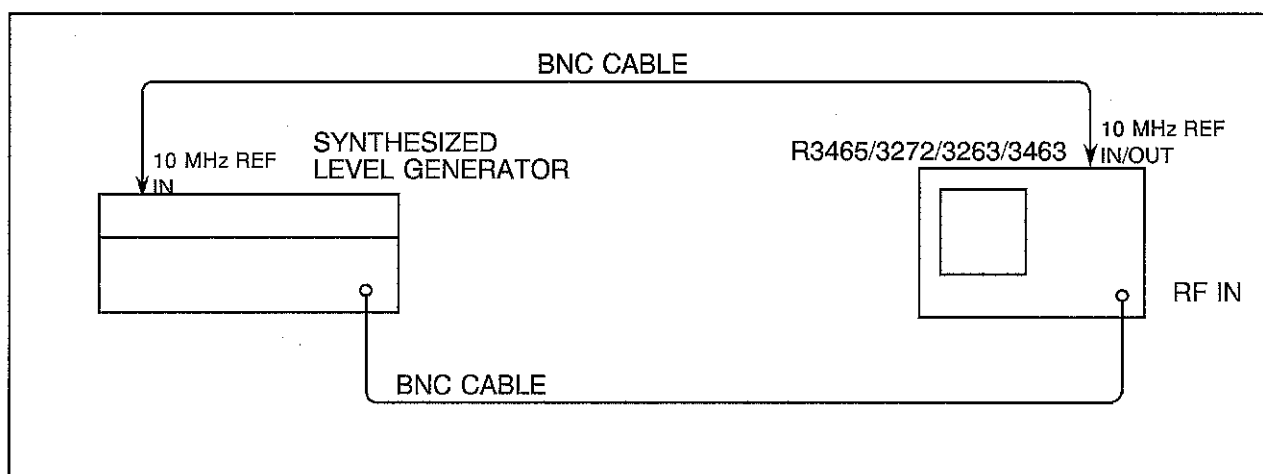 BNC CABLE
10 MHz REF
IN
SYNTHESIZED
LEVEL GENERATOR
R3465/3272/3263/3463
10 MHz REF
IN/OUT
RF IN
BNC CABLE